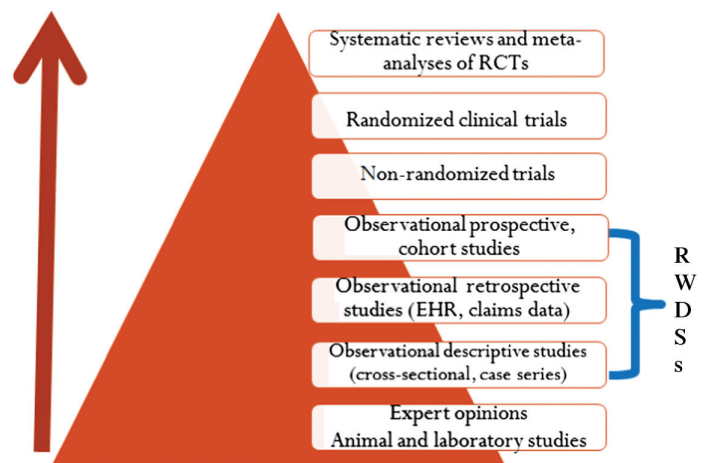 Systematic reviews and meta-
analyses of RCTs
Randomized clinical trials
Non-randomized trials
Observational prospective,
cohort studies
Observational retrospective
studies (EHR, claims data)
Observational descriptive studies
(cross-sectional, case series)
Expert opinions
Animal and laboratory studies
R
W
D
S
s